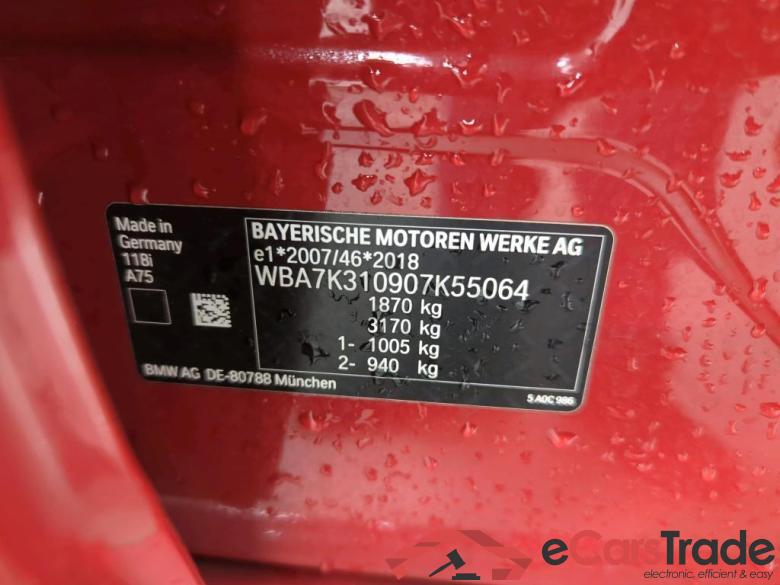 Made in
Germany
118i
A75
BAYERISCHE MOTOREN WERKE AG
e1*2007/46*2018
WBA7K310907K55064
1870 kg
3170 kg
1- 1005 kg
2- 940 kg
BMW AG DE-80788 München
5 A0C 986
eCarsTrade
electronic, efficient & easy